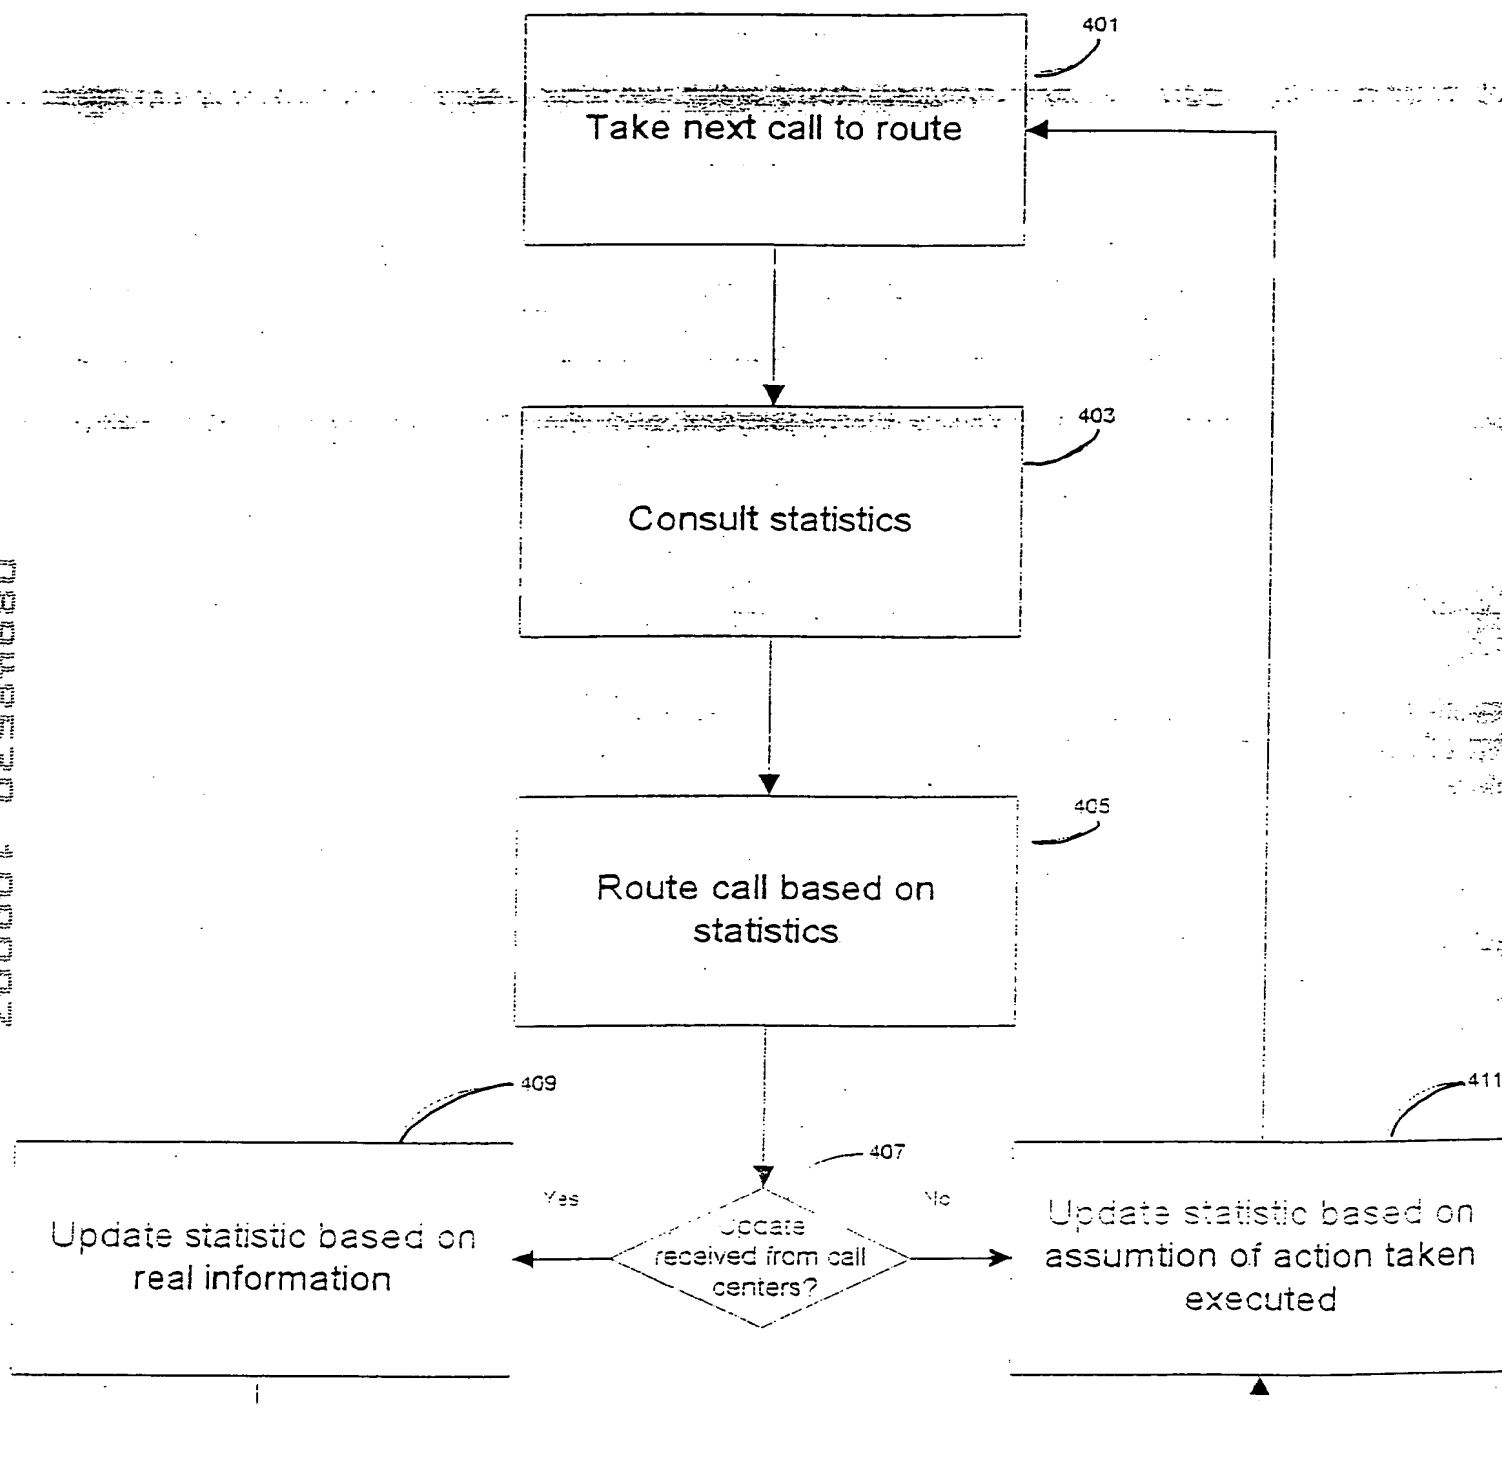 401
Take next call to route
403
Consult statistics
405
Route call based on
statistics
409
411
407
Yes
No
Update statistic based on
real information
Update
received from call
centers?
Update statistic based on
assumtion of action taken
executed